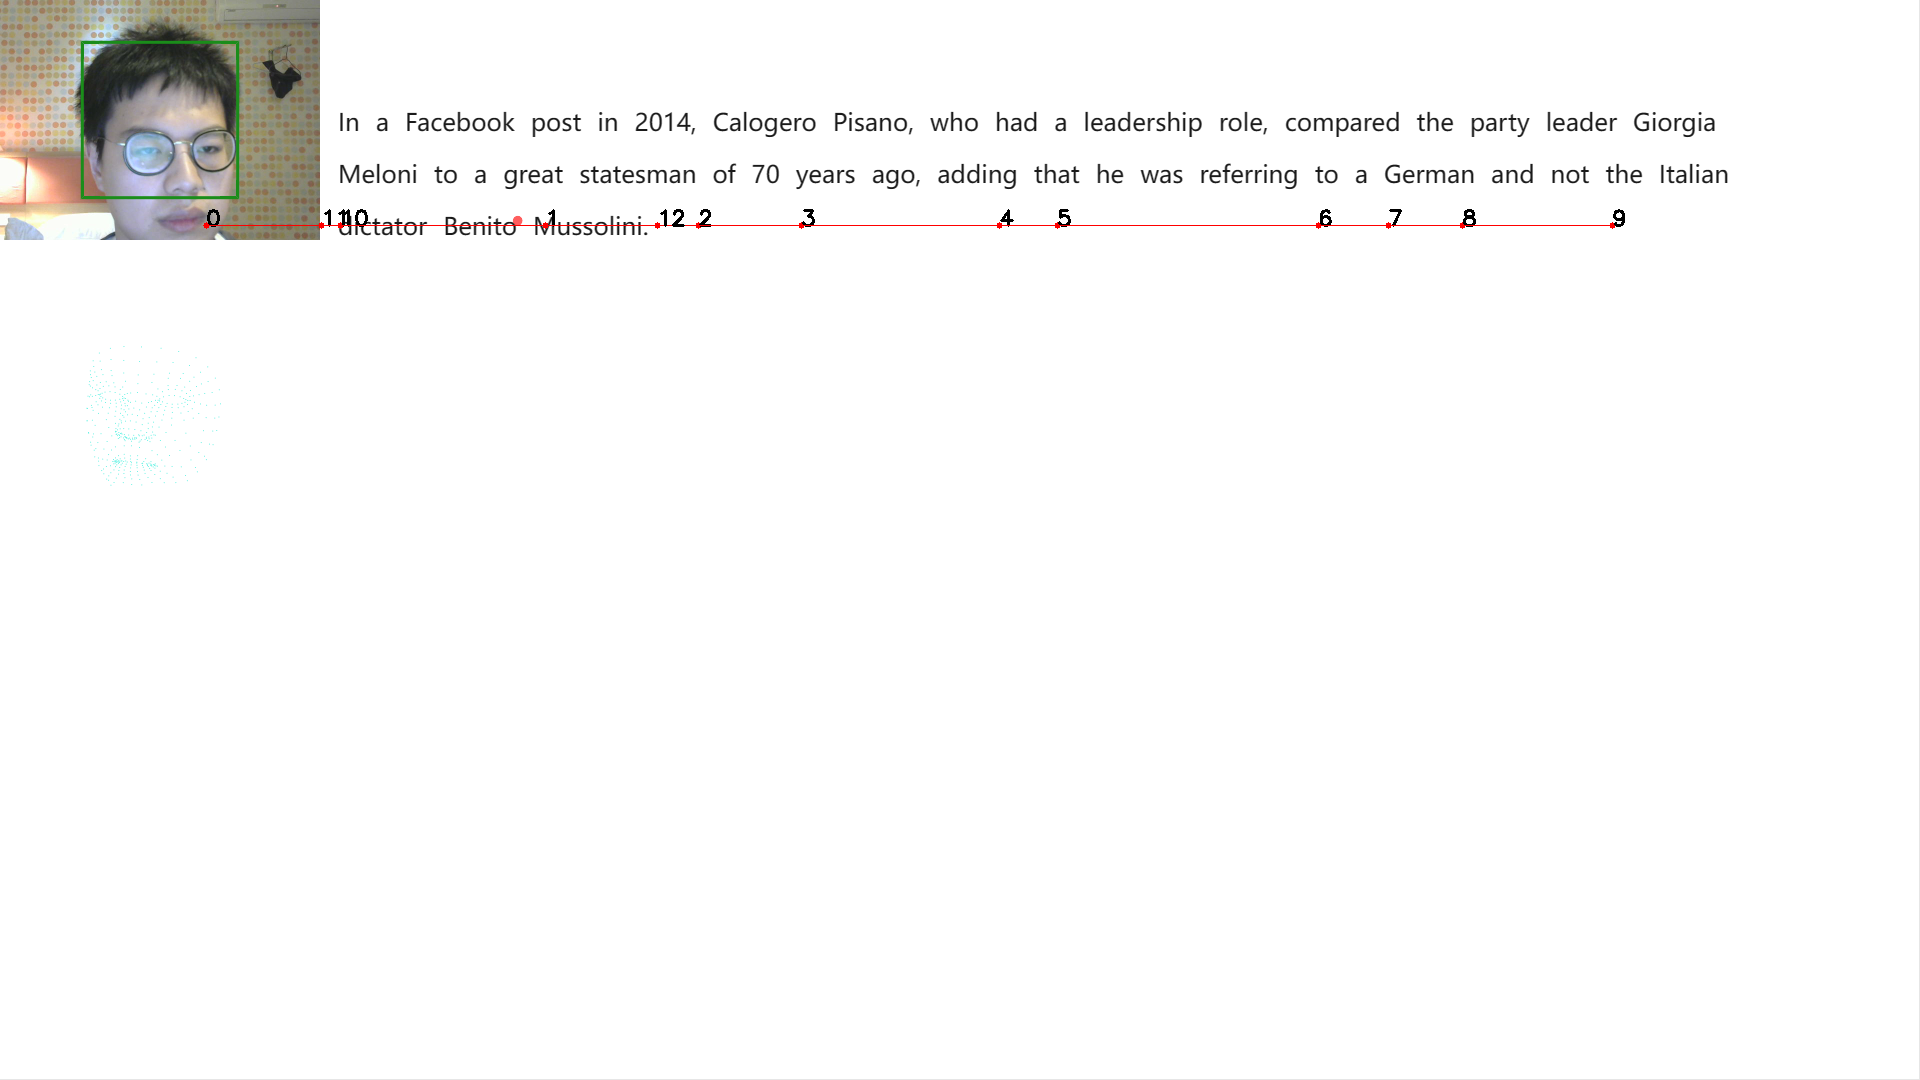 In a Facebook post in 2014, Calogero Pisano, who had a leadership role, compared the party leader Giorgia
Meloni to a great statesman of 70 years ago, adding that he was referring to a German and not the Italian
dictator Benito Mussolini.
0 11 10 1 12 2 3 4 5 6 7 8 9